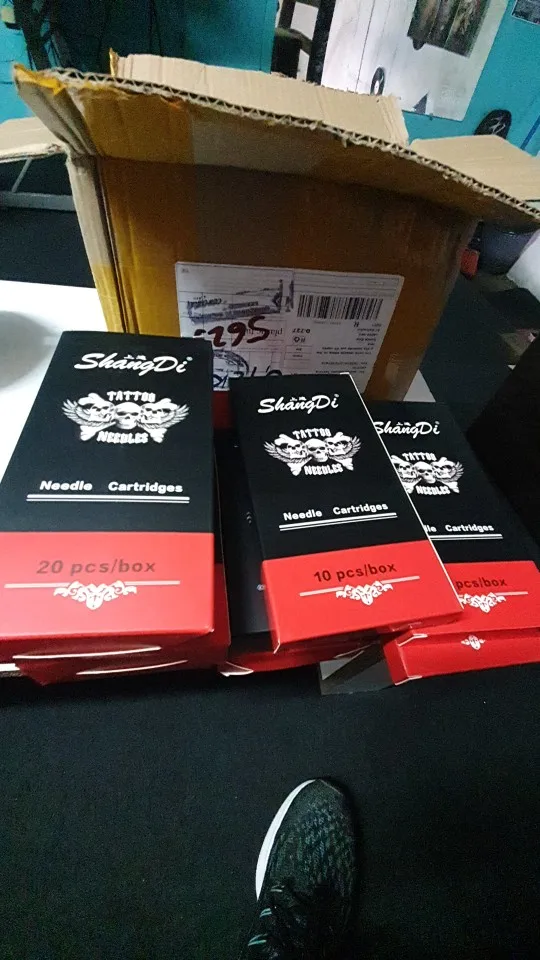 ShangDi
TATTOO
NEEDLES
Needle Cartridges
20 pcs/box
ShangDi
TATTOO
NEEDLES
Needle Cartridges
10 pcs/box
ShangDi
TATTOO
NEEDLES
Cartridges
pcs/box